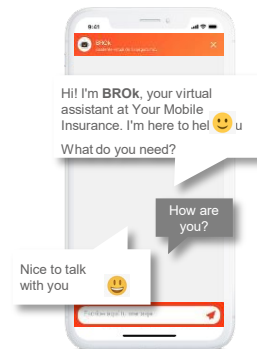 9:41
BROk
Hi! I'm BROk, your virtual
assistant at Your Mobile
Insurance. I'm here to hel u
What do you need?
How are
you?
Nice to talk
with you